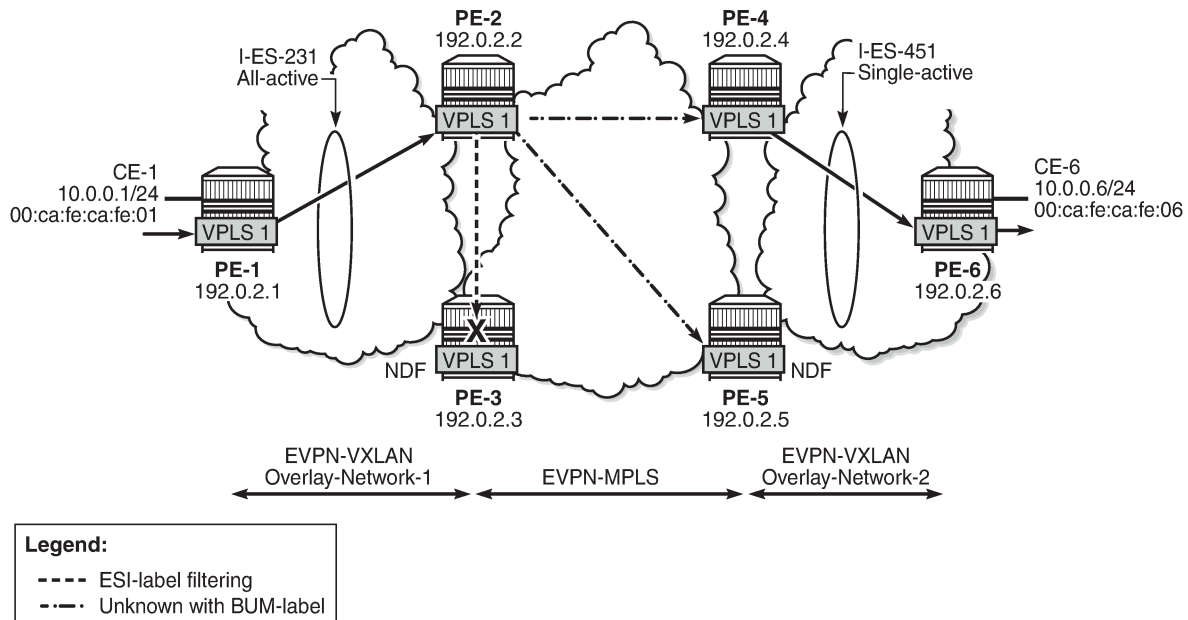 PE-2
192.0.2.2
PE-4
192.0.2.4
I-ES-231
All-active
I-ES-451
Single-active
VPLS 1
VPLS 1
CE-1
10.0.0.1/24
00:ca:fe:ca:fe:01
CE-6
10.0.0.6/24
00:ca:fe:ca:fe:06
VPLS 1
PE-1
192.0.2.1
VPLS 1
PE-6
192.0.2.6
X
NDF
VPLS 1
VPLS 1
NDF
PE-3
192.0.2.3
PE-5
192.0.2.5
EVPN-VXLAN
Overlay-Network-1
EVPN-MPLS
EVPN-VXLAN
Overlay-Network-2
Legend:
ESI-label filtering
Unknown with BUM-label